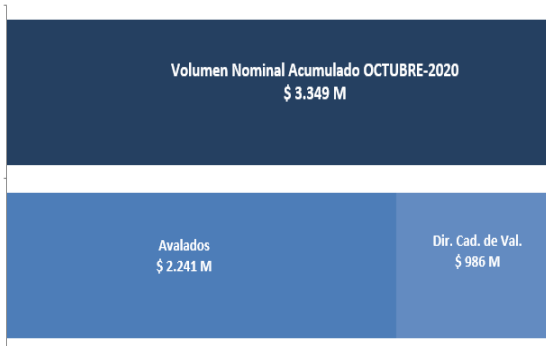 Volumen Nominal Acumulado OCTUBRE-2020
$ 3.349 M
Avalados
$ 2.241 M
Dir. Cad. de Val.
$ 986 M